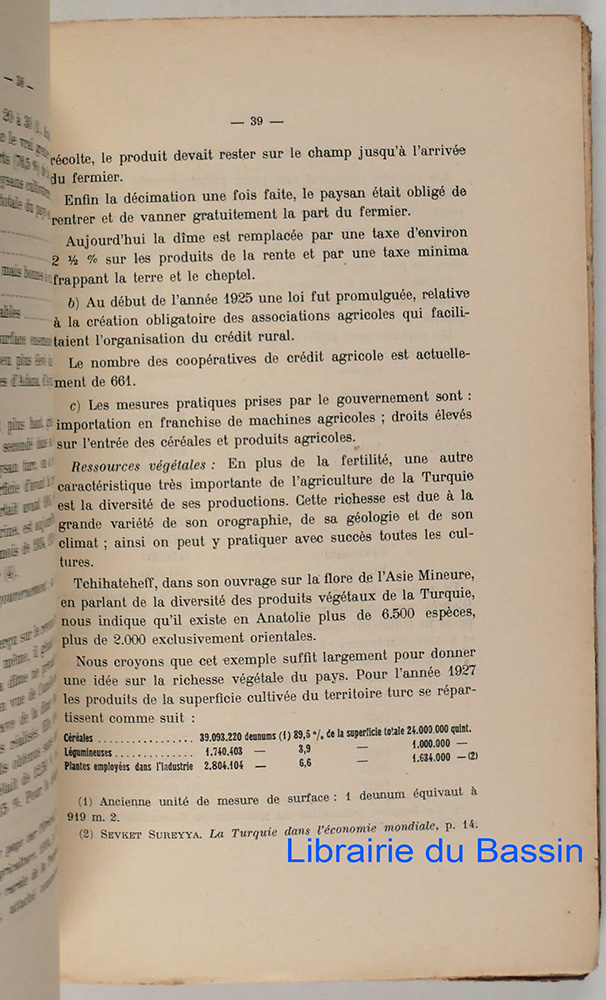 — 38 —
— 39 —
récolte, le produit devait rester sur le champ jusqu'à l'arrivée
du fermier.
Enfin la décimation une fois faite, le paysan était obligé de
rentrer et de vanner gratuitement la part du fermier.
Aujourd'hui la dîme est remplacée par une taxe d'environ
2 ½ % sur les produits de la rente et par une taxe minima
frappant la terre et le cheptel.
b) Au début de l'année 1925 une loi fut promulguée, relative
à la création obligatoire des associations agricoles qui facili-
taient l'organisation du crédit rural.
Le nombre des coopératives de crédit agricole est actuelle-
ment de 661.
c) Les mesures pratiques prises par le gouvernement sont :
importation en franchise de machines agricoles ; droits élevés
sur l'entrée des céréales et produits agricoles.
Ressources végétales : En plus de la fertilité, une autre
caractéristique très importante de l'agriculture de la Turquie
est la diversité de ses productions. Cette richesse est due à la
grande variété de son orographie, de sa géologie et de son
climat ; ainsi on peut y pratiquer avec succès toutes les cul-
tures.
Tchihateheff, dans son ouvrage sur la flore de l'Asie Mineure,
en parlant de la diversité des produits végétaux de la Turquie,
nous indique qu'il existe en Anatolie plus de 6.500 espèces,
plus de 2.000 exclusivement orientales.
Nous croyons que cet exemple suffit largement pour donner
une idée sur la richesse végétale du pays. Pour l'année 1927
les produits de la superficie cultivée du territoire turc se répar-
tissent comme suit :
Céréales ................ 39.093.220 deunums (1) 89,5 % de la superficie totale 24.000.000 quint.
Légumineuses ............. 1.740.403 — 3,9 — 1.000.000 —
Plantes employées dans l'Industrie 2.804.104 — 6,6 — 1.634.000 — (2)
(1) Ancienne unité de mesure de surface : 1 deunum équivaut à
919 m. 2.
(2) SEVKET SUREYYA. La Turquie dans l'économie mondiale, p. 14.
Librairie du Bassin